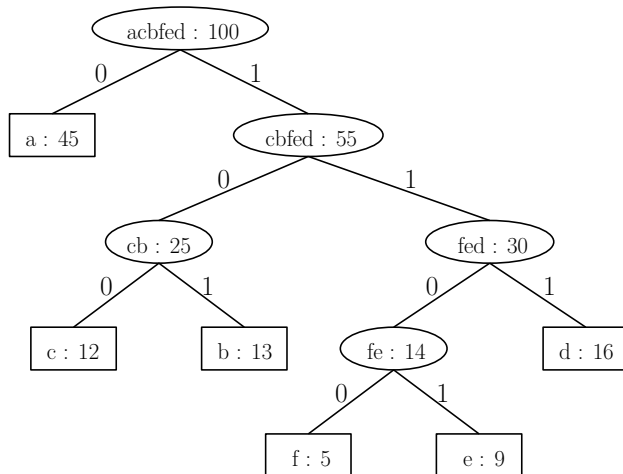 acbfed : 100
0 1
a : 45
cbfed : 55
0 1
cb : 25
fed : 30
0 1 0 1
c : 12
b : 13
fe : 14
d : 16
0 1
f : 5
e : 9